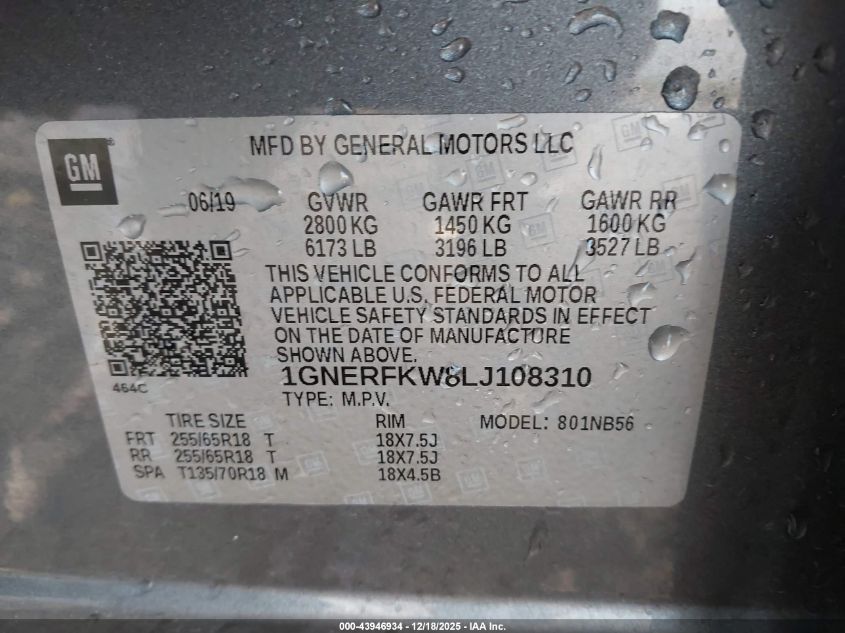 GM
MFD BY GENERAL MOTORS LLC
06/19 GVWR GAWR FRT GAWR RR
2800 KG 1450 KG 1600 KG
6173 LB 3196 LB 3527 LB
THIS VEHICLE CONFORMS TO ALL
APPLICABLE U.S. FEDERAL MOTOR
VEHICLE SAFETY STANDARDS IN EFFECT
ON THE DATE OF MANUFACTURE
SHOWN ABOVE.
464C
1GNERFKW8LJ108310
TYPE: M.P.V.
TIRE SIZE RIM MODEL: 801NB56
FRT 255/65R18 T 18X7.5J
RR 255/65R18 T 18X7.5J
SPA T135/70R18 M 18X4.5B
000-43946934 - 12/18/2025 - IAA Inc.